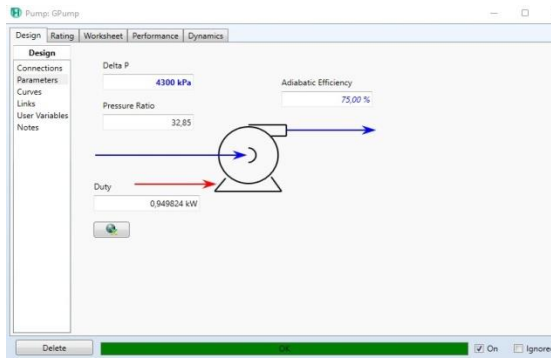 Pump: GPump
Design Rating Worksheet Performance Dynamics
Design
Connections
Parameters
Curves
Links
User Variables
Notes
Delta P
4300 kPa
Adiabatic Efficiency
75,00 %
Pressure Ratio
32,85
Duty
0,949824 kW
Delete
OK
On
Ignored